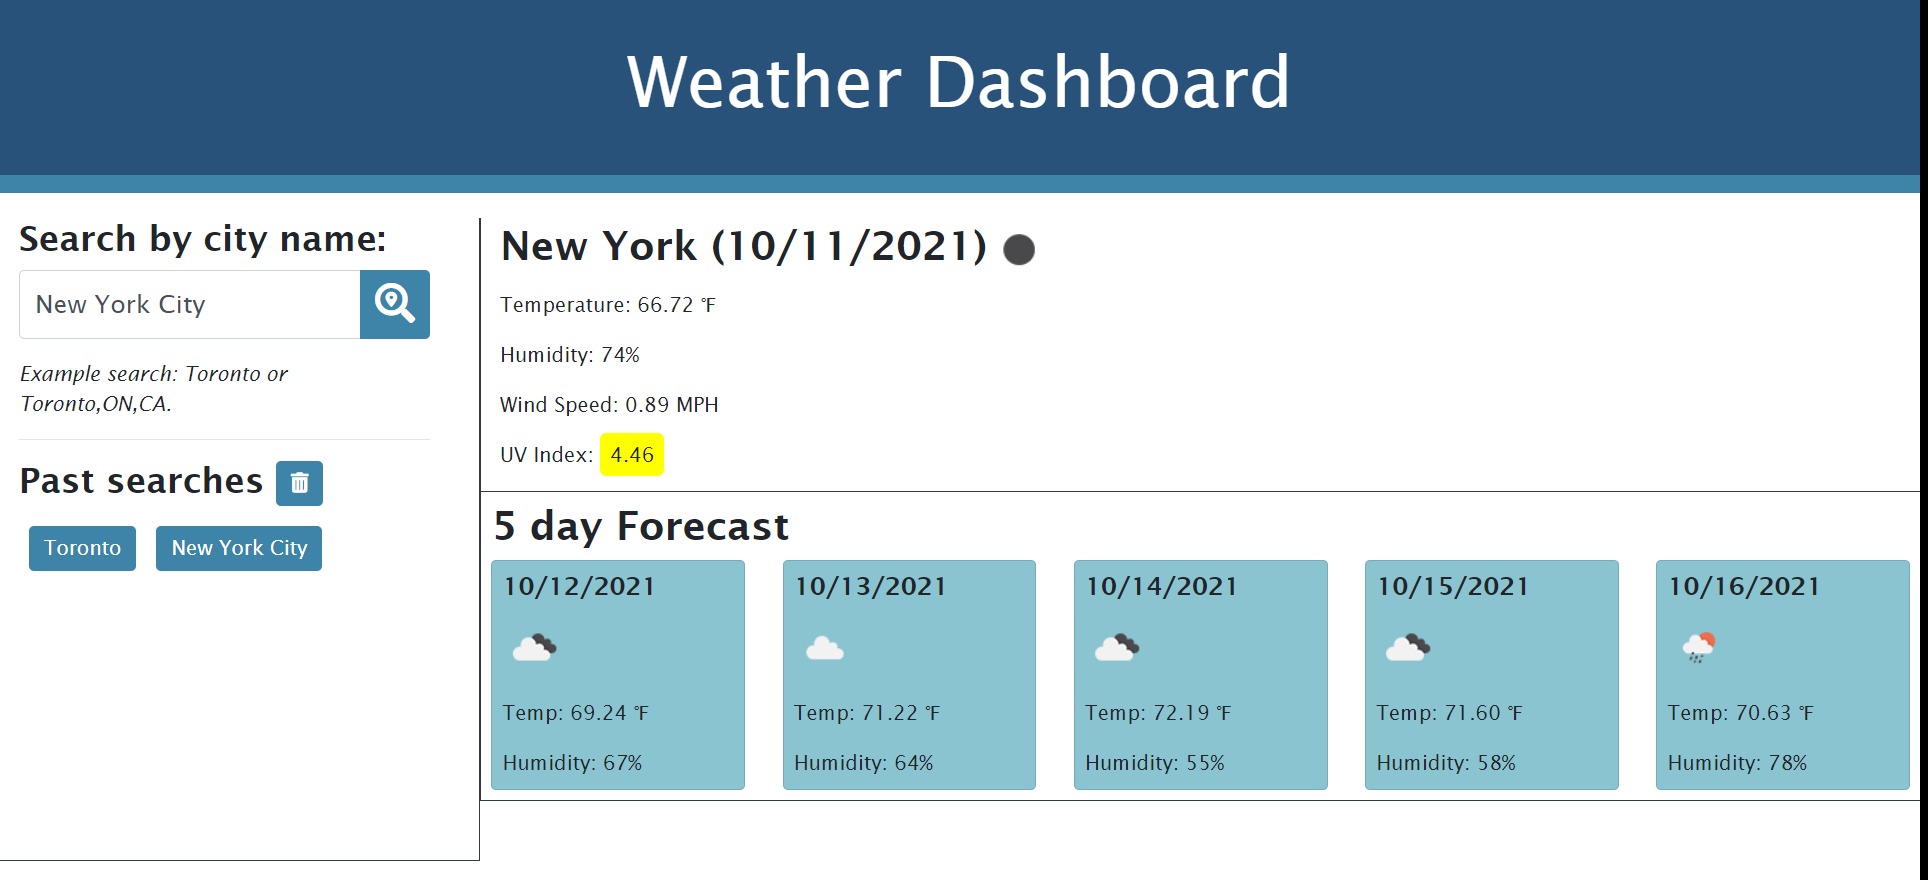 Weather Dashboard
Search by city name:
New York City
Example search: Toronto or
Toronto,ON,CA.
Past searches
Toronto
New York City
New York (10/11/2021)
Temperature: 66.72 °F
Humidity: 74%
Wind Speed: 0.89 MPH
UV Index: 4.46
5 day Forecast
10/12/2021
Temp: 69.24 °F
Humidity: 67%
10/13/2021
Temp: 71.22 °F
Humidity: 64%
10/14/2021
Temp: 72.19 °F
Humidity: 55%
10/15/2021
Temp: 71.60 °F
Humidity: 58%
10/16/2021
Temp: 70.63 °F
Humidity: 78%